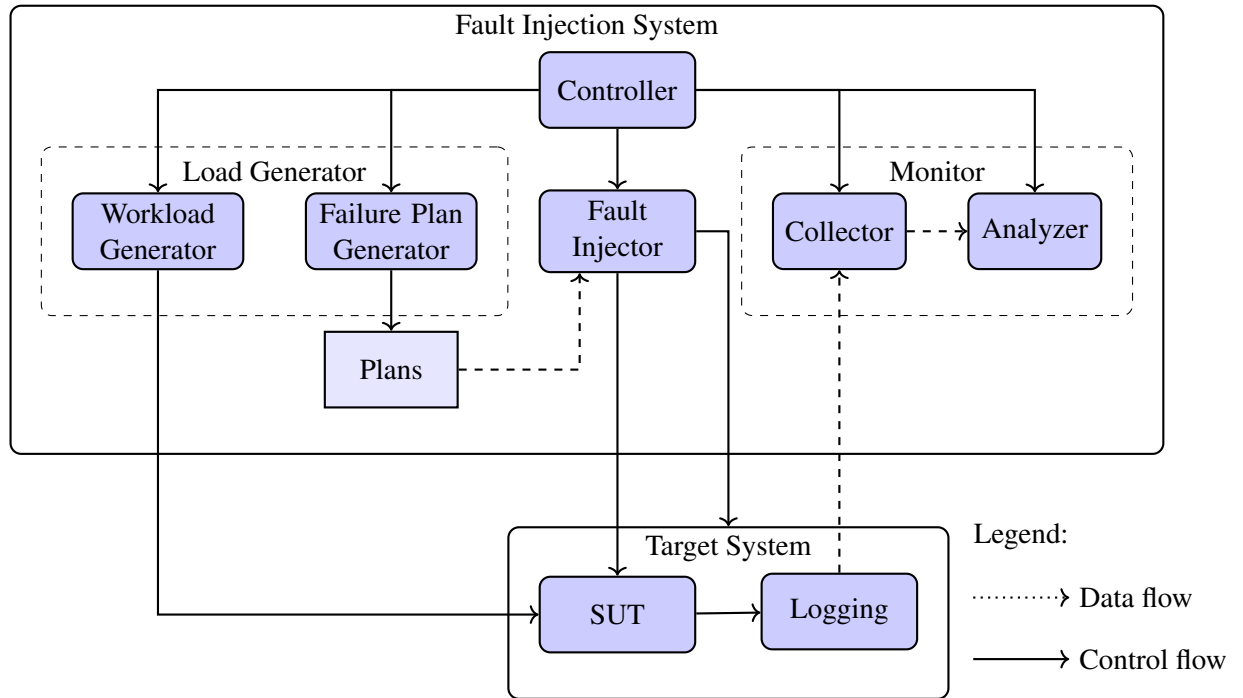 Fault Injection System
Controller
Load Generator
Monitor
Workload
Generator
Failure Plan
Generator
Fault
Injector
Collector
Analyzer
Plans
Target System
SUT
Logging
Legend:
Data flow
Control flow